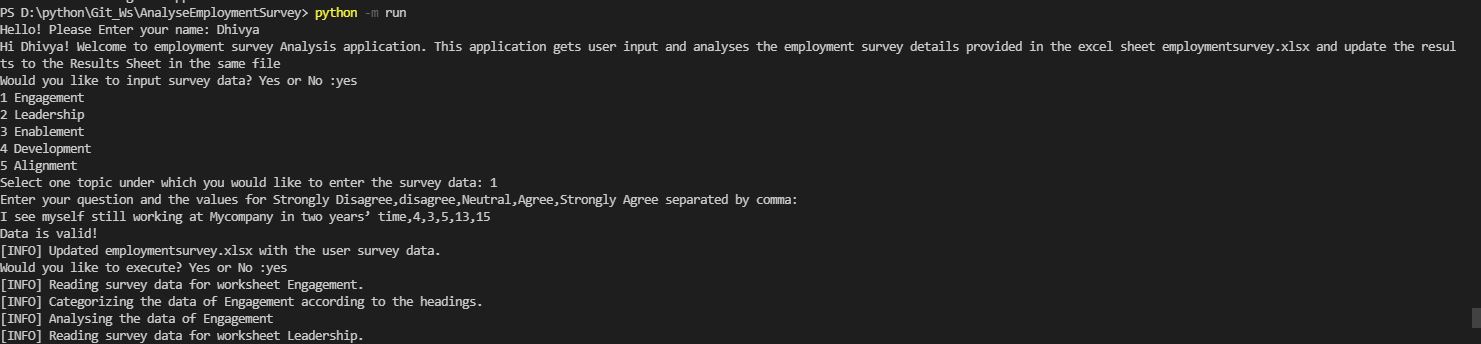 PS D:\python\Git_Ws\AnalyseEmploymentSurvey> python -m run
Hello! Please Enter your name: Dhivya
Hi Dhivya! Welcome to employment survey Analysis application. This application gets user input and analyses the employment survey details provided in the excel sheet employmentsurvey.xlsx and update the resul
ts to the Results Sheet in the same file
Would you like to input survey data? Yes or No :yes
1 Engagement
2 Leadership
3 Enablement
4 Development
5 Alignment
Select one topic under which you would like to enter the survey data: 1
Enter your question and the values for Strongly Disagree,disagree,Neutral,Agree,Strongly Agree separated by comma:
I see myself still working at Mycompany in two years’ time,4,3,5,13,15
Data is valid!
[INFO] Updated employmentsurvey.xlsx with the user survey data.
Would you like to execute? Yes or No :yes
[INFO] Reading survey data for worksheet Engagement.
[INFO] Categorizing the data of Engagement according to the headings.
[INFO] Analysing the data of Engagement
[INFO] Reading survey data for worksheet Leadership.